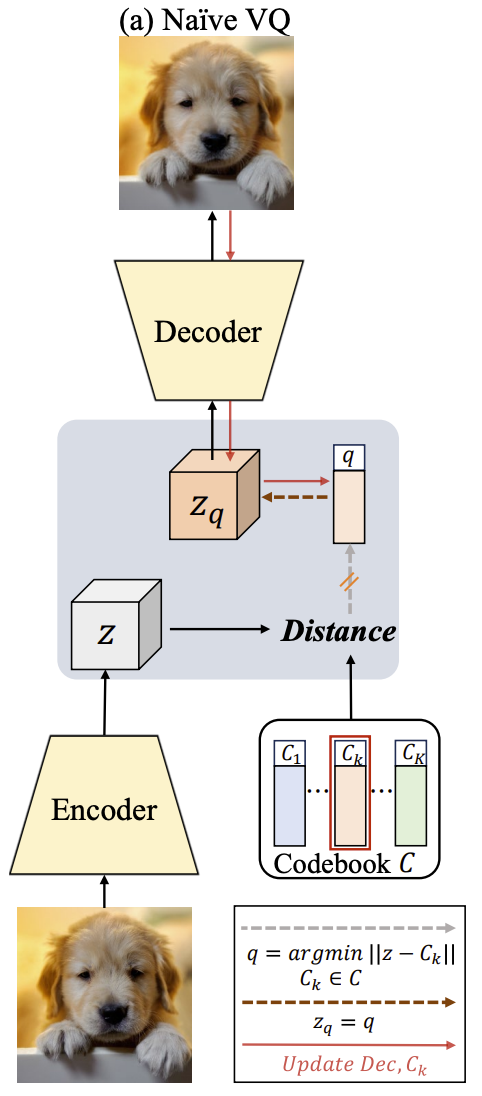 (a) Naïve VQ
Decoder
q
z_q
z
Distance
Encoder
C_1 ... C_k ... C_K
Codebook C
q = argmin ||z − C_k||
C_k ∈ C
z_q = q
Update Dec, C_k